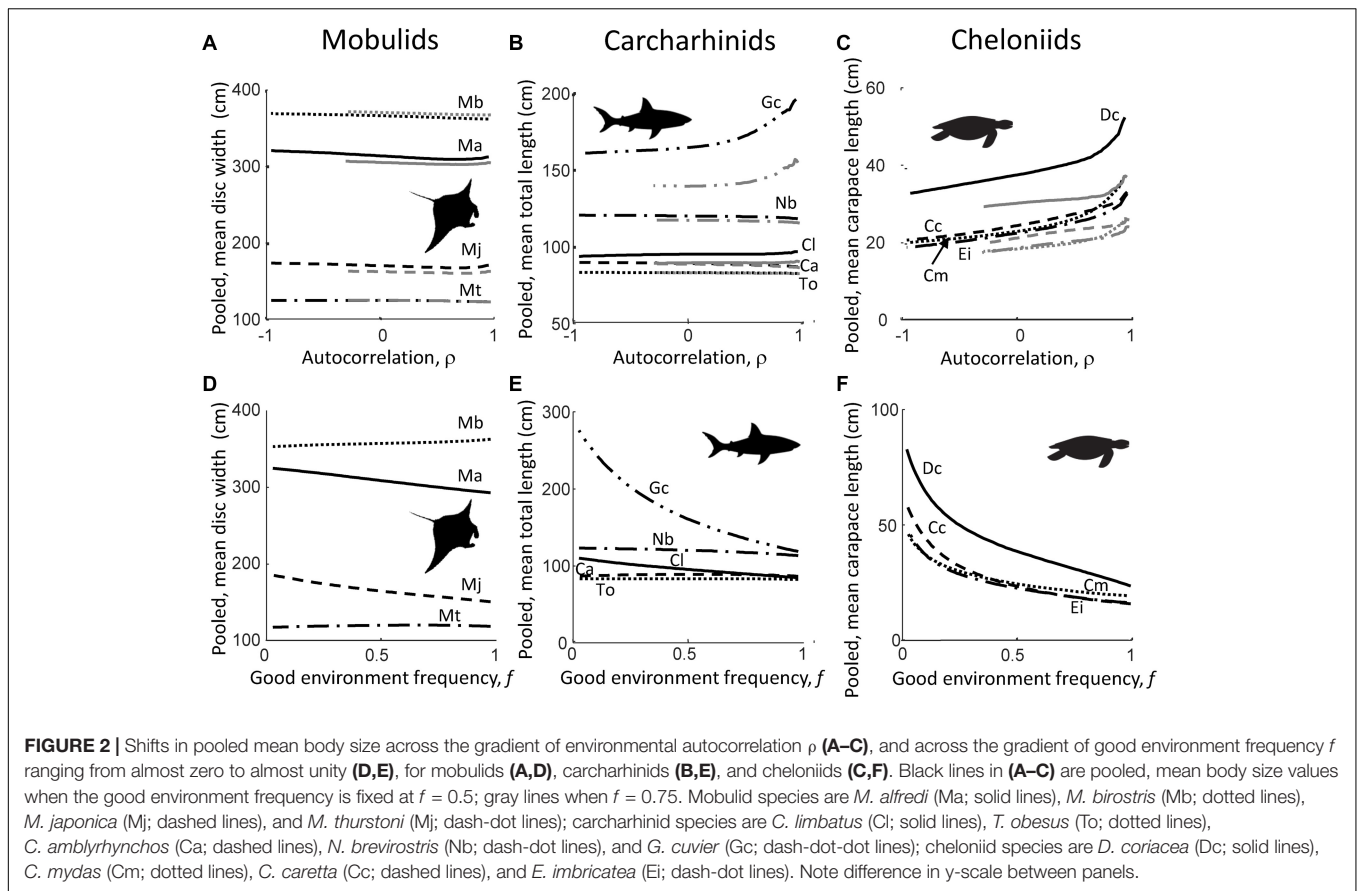 Mobulids
Carcharhinids
Cheloniids
A
Pooled, mean disc width (cm)
400
300
200
100
Mb
Ma
Mj
Mt
-1
0
1
Autocorrelation, ρ
B
Pooled, mean total length (cm)
200
150
100
50
Gc
Nb
Cl
Ca
To
-1
0
1
Autocorrelation, ρ
C
Pooled, mean carapace length (cm)
60
40
20
0
Dc
Cc
Ei
Cm
-1
0
1
Autocorrelation, ρ
D
Pooled, mean disc width (cm)
400
300
200
100
Mb
Ma
Mj
Mt
0
0.5
1
Good environment frequency, f
E
Pooled, mean total length (cm)
300
200
100
0
Gc
Nb
Cl
Ca
To
0
0.5
1
Good environment frequency, f
F
Pooled, mean carapace length (cm)
100
50
0
Dc
Cc
Cm
Ei
0
0.5
1
Good environment frequency, f
FIGURE 2 | Shifts in pooled mean body size across the gradient of environmental autocorrelation ρ (A–C), and across the gradient of good environment frequency f
ranging from almost zero to almost unity (D,E), for mobulids (A,D), carcharhinids (B,E), and cheloniids (C,F). Black lines in (A–C) are pooled, mean body size values
when the good environment frequency is fixed at f = 0.5; gray lines when f = 0.75. Mobulid species are M. alfredi (Ma; solid lines), M. birostris (Mb; dotted lines),
M. japonica (Mj; dashed lines), and M. thurstoni (Mj; dash-dot lines); carcharhinid species are C. limbatus (Cl; solid lines), T. obesus (To; dotted lines),
C. amblyrhynchos (Ca; dashed lines), N. brevirostris (Nb; dash-dot lines), and G. cuvier (Gc; dash-dot-dot lines); cheloniid species are D. coriacea (Dc; solid lines),
C. mydas (Cm; dotted lines), C. caretta (Cc; dashed lines), and E. imbricatea (Ei; dash-dot lines). Note difference in y-scale between panels.